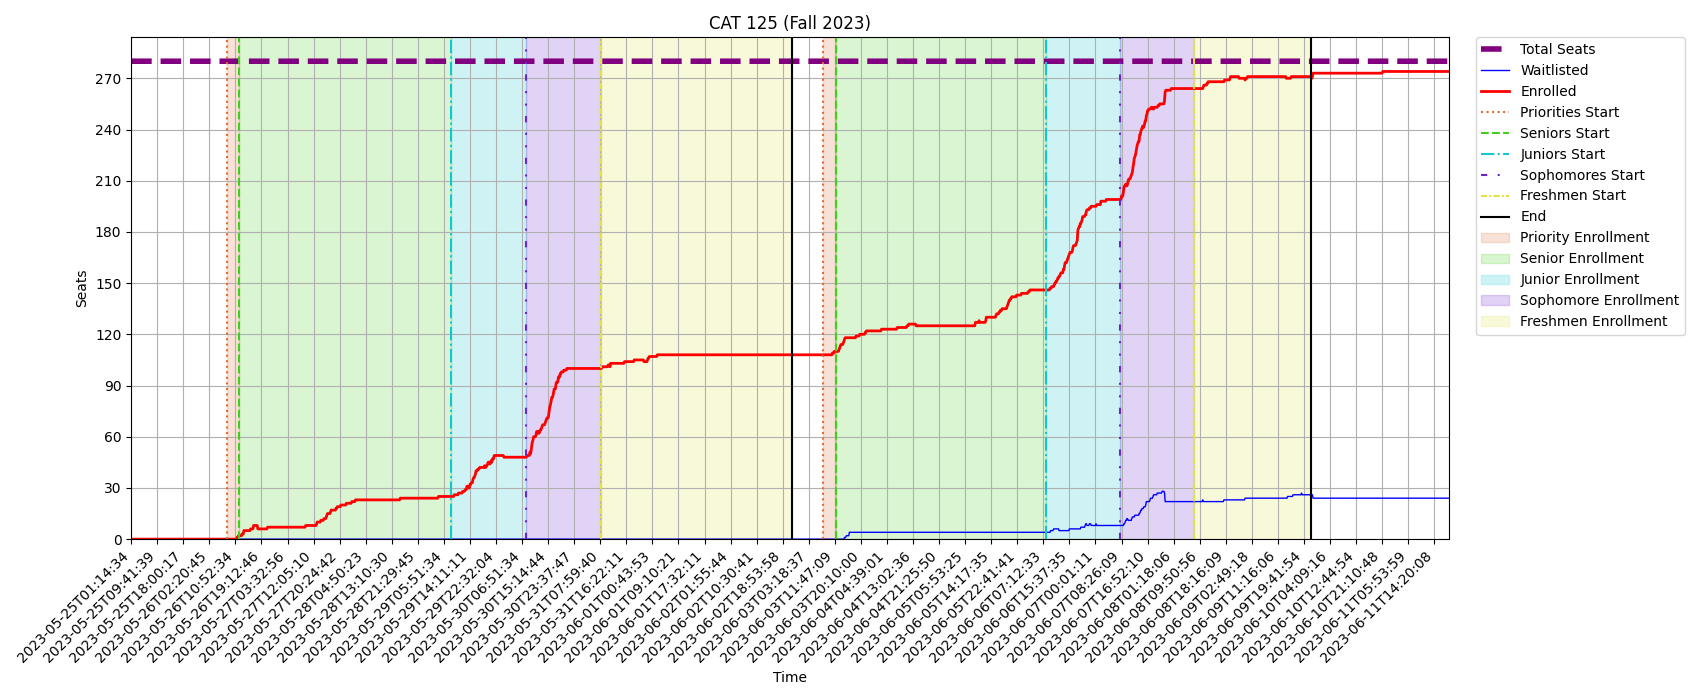 CAT 125 (Fall 2023)
Seats
270
240
210
180
150
120
90
60
30
0
2023-05-25T01:14:34
2023-05-25T09:41:39
2023-05-25T18:00:17
2023-05-26T02:20:45
2023-05-26T10:52:34
2023-05-26T19:12:46
2023-05-27T03:32:56
2023-05-27T12:05:10
2023-05-27T20:24:42
2023-05-28T04:50:23
2023-05-28T13:10:30
2023-05-28T21:29:45
2023-05-29T05:51:34
2023-05-29T14:11:11
2023-05-29T22:32:04
2023-05-30T06:51:34
2023-05-30T15:14:44
2023-05-30T23:37:47
2023-05-31T07:59:40
2023-05-31T16:22:11
2023-06-01T00:43:53
2023-06-01T09:10:21
2023-06-01T17:32:11
2023-06-02T01:55:44
2023-06-02T10:30:41
2023-06-02T18:53:58
2023-06-03T03:18:37
2023-06-03T11:47:09
2023-06-03T20:10:00
2023-06-04T04:39:01
2023-06-04T13:02:36
2023-06-04T21:25:50
2023-06-05T05:53:25
2023-06-05T14:17:35
2023-06-05T22:41:41
2023-06-06T07:12:33
2023-06-06T15:37:35
2023-06-07T00:01:11
2023-06-07T08:26:09
2023-06-07T16:52:10
2023-06-08T01:18:06
2023-06-08T09:50:56
2023-06-08T18:16:09
2023-06-09T02:49:18
2023-06-09T11:16:06
2023-06-09T19:41:54
2023-06-10T04:09:16
2023-06-10T12:44:54
2023-06-10T21:10:48
2023-06-11T05:53:59
2023-06-11T14:20:08
Time
Total Seats
Waitlisted
Enrolled
Priorities Start
Seniors Start
Juniors Start
Sophomores Start
Freshmen Start
End
Priority Enrollment
Senior Enrollment
Junior Enrollment
Sophomore Enrollment
Freshmen Enrollment